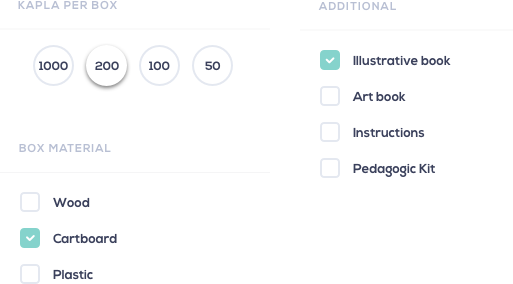 KAPLA PER BOX
1000 200 100 50
BOX MATERIAL
Wood
Cartboard
Plastic
ADDITIONAL
Illustrative book
Art book
Instructions
Pedagogic Kit